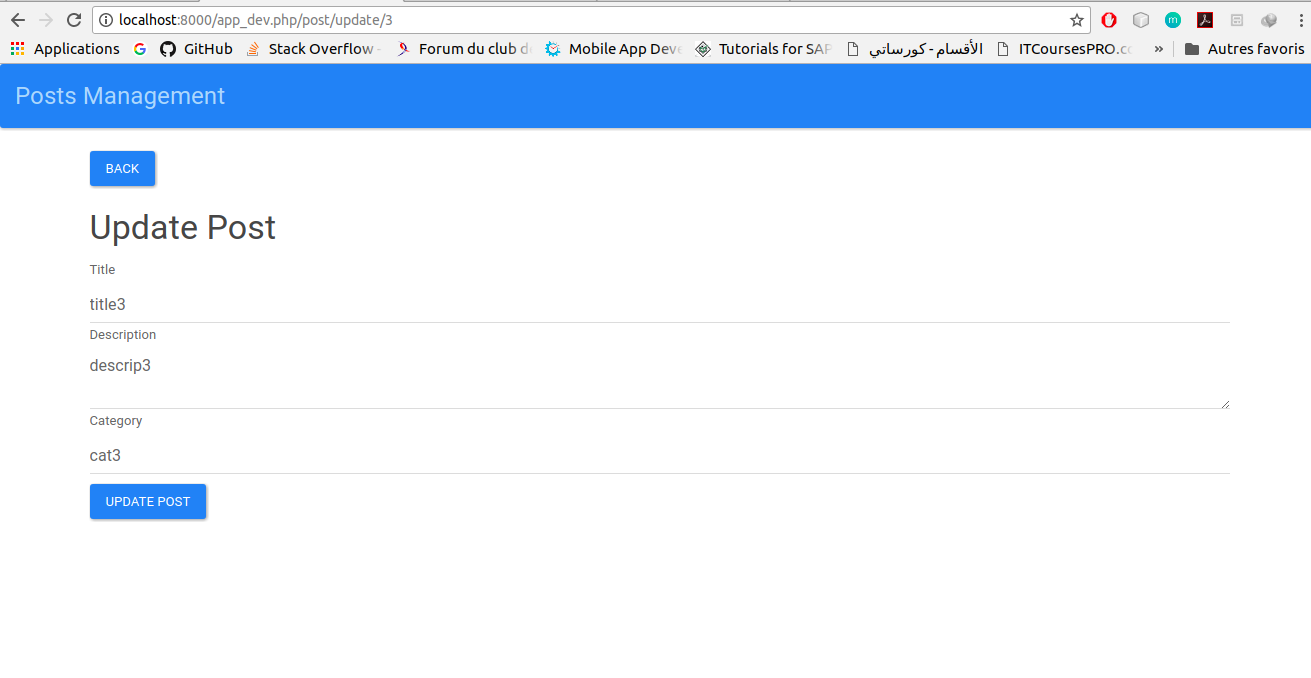 localhost:8000/app_dev.php/post/update/3
Applications GitHub Stack Overflow - Forum du club d Mobile App Deve Tutorials for SAP الأقسام - كورساتي ITCoursesPRO.c » Autres favoris
Posts Management
BACK
Update Post
Title
title3
Description
descrip3
Category
cat3
UPDATE POST